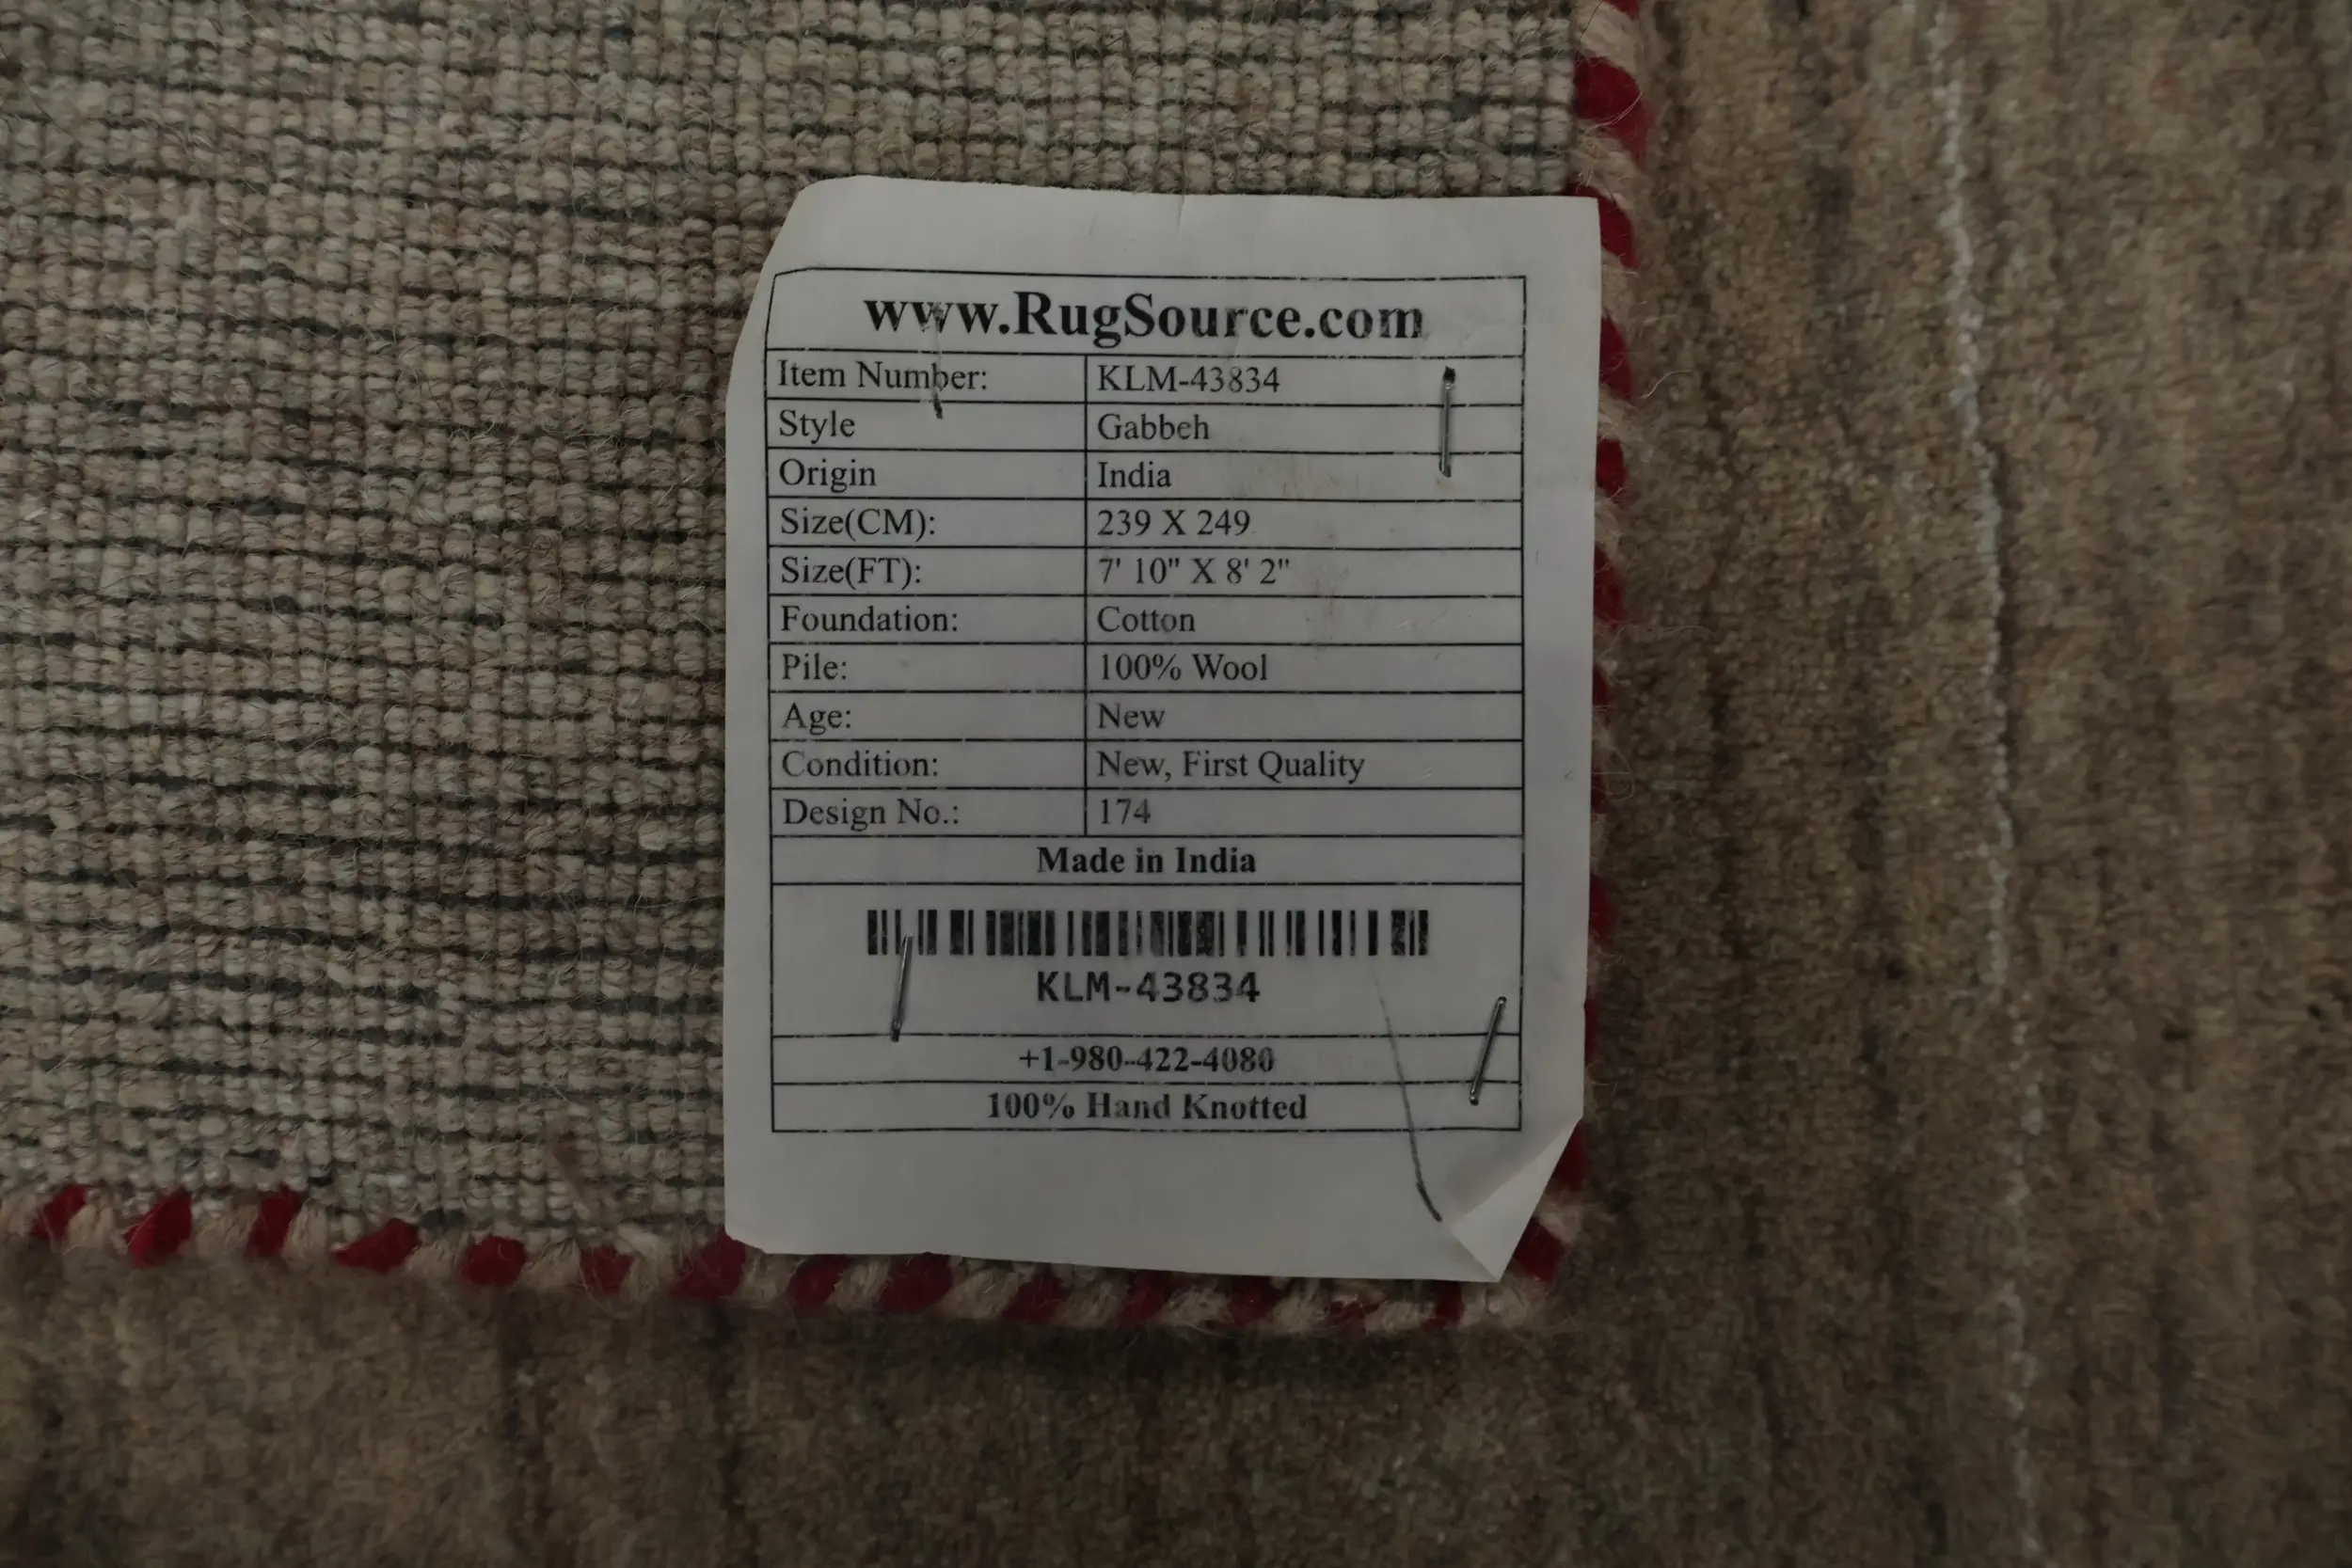 www.RugSource.com
Item Number: KLM-43834
Style Gabbeh
Origin India
Size(CM): 239 X 249
Size(FT): 7' 10" X 8' 2"
Foundation: Cotton
Pile: 100% Wool
Age: New
Condition: New, First Quality
Design No.: 174
Made in India
KLM-43834
+1-980-422-4080
100% Hand Knotted